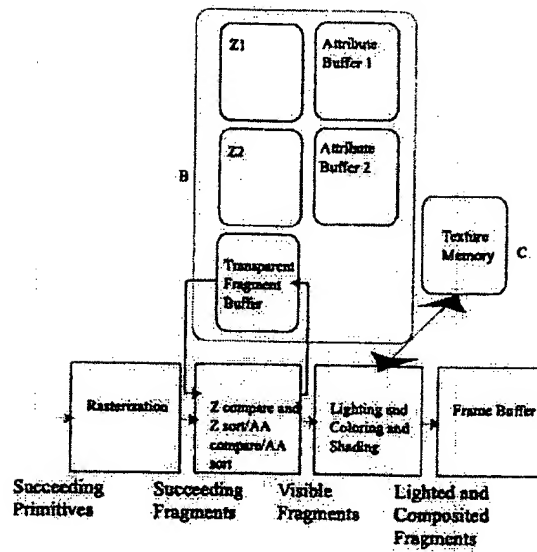 Z1
Attribute
Buffer 1
Z2
Attribute
Buffer 2
B
Texture
Memory
C
Transparent
Fragment
Buffer
Rasterization
Z compare and
Z sort/AA
compare/AA
sort
Lighting and
Coloring and
Shading
Frame Buffer
Succeeding
Primitives
Succeeding
Fragments
Visible
Fragments
Lighted and
Composited
Fragments